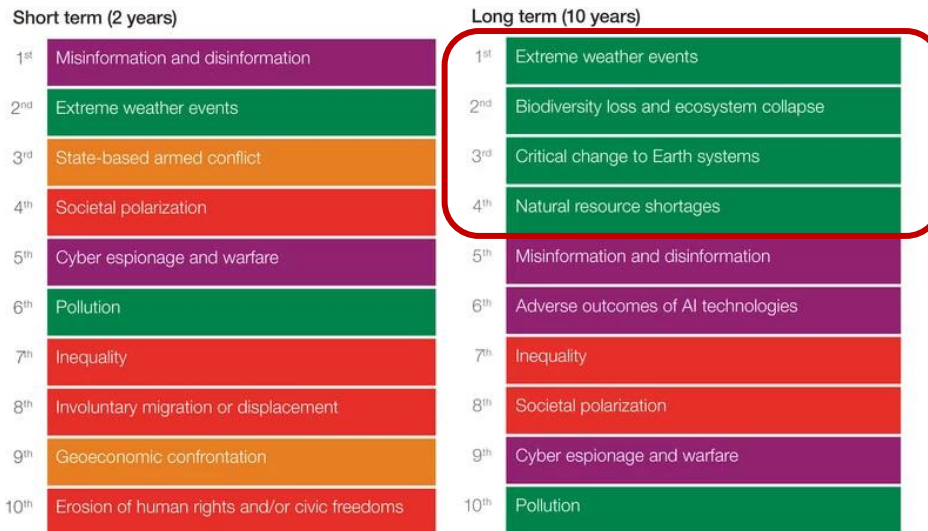 Short term (2 years)
1st Misinformation and disinformation
2nd Extreme weather events
3rd State-based armed conflict
4th Societal polarization
5th Cyber espionage and warfare
6th Pollution
7th Inequality
8th Involuntary migration or displacement
9th Geoeconomic confrontation
10th Erosion of human rights and/or civic freedoms
Long term (10 years)
1st Extreme weather events
2nd Biodiversity loss and ecosystem collapse
3rd Critical change to Earth systems
4th Natural resource shortages
5th Misinformation and disinformation
6th Adverse outcomes of AI technologies
7th Inequality
8th Societal polarization
9th Cyber espionage and warfare
10th Pollution